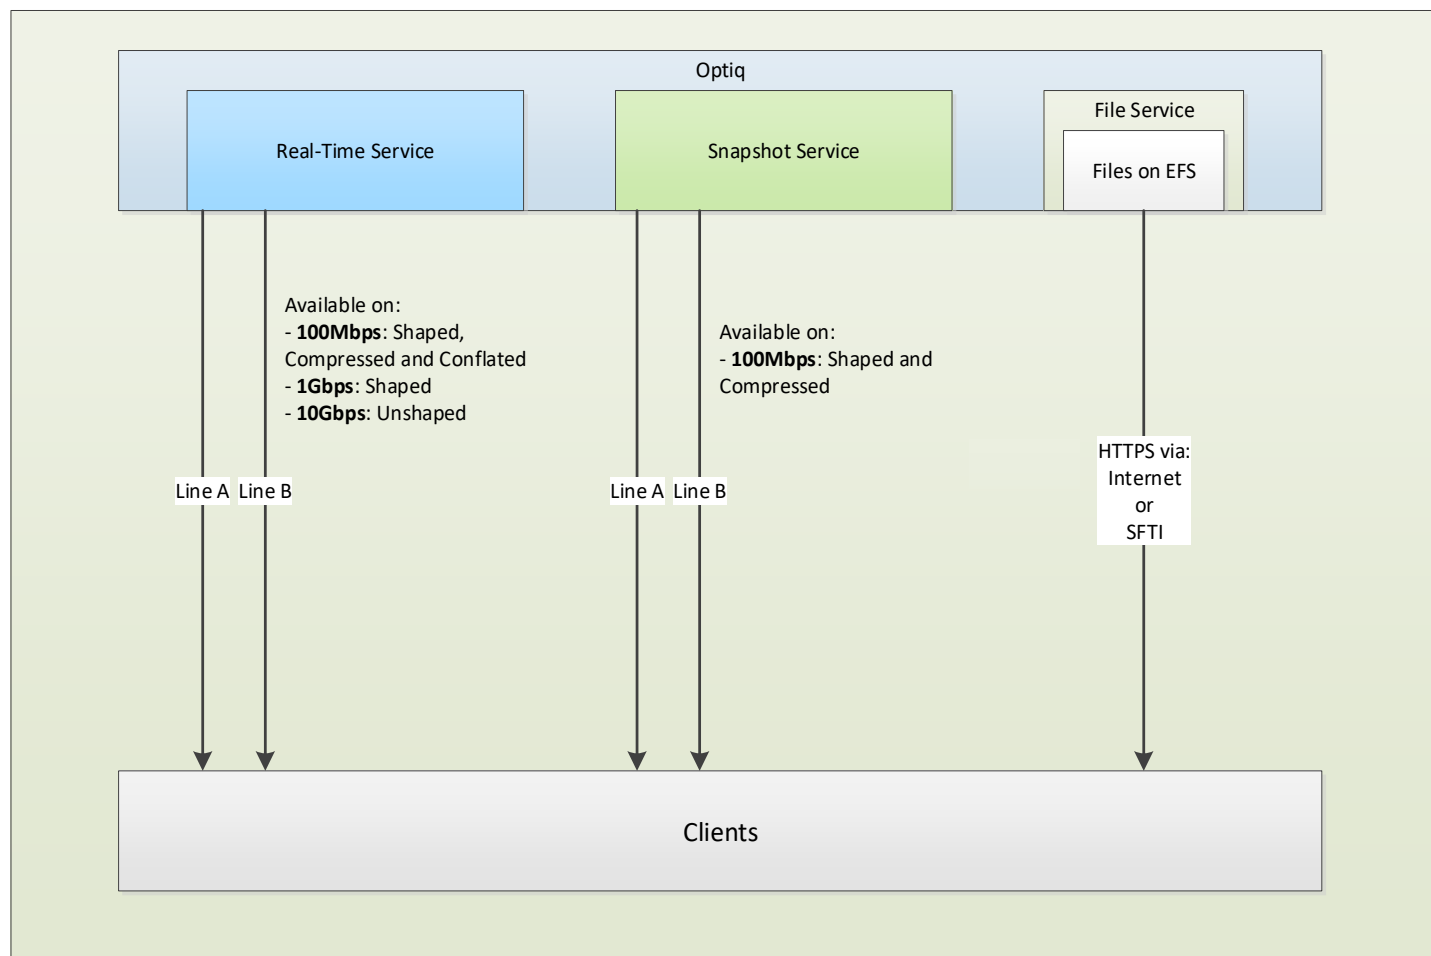 Optiq
Real-Time Service
Snapshot Service
File Service
Files on EFS
Available on:
- 100Mbps: Shaped,
Compressed and Conflated
- 1Gbps: Shaped
- 10Gbps: Unshaped
Available on:
- 100Mbps: Shaped and
Compressed
Line A
Line B
Line A
Line B
HTTPS via:
Internet
or
SFTI
Clients